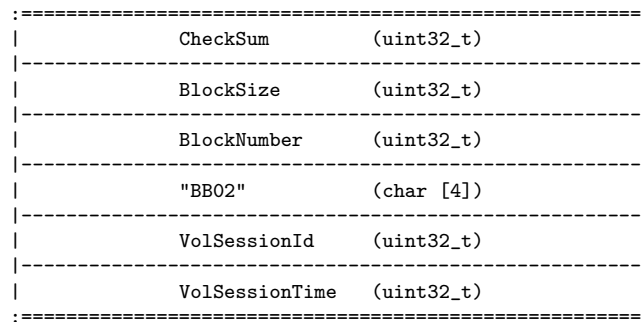 :=======================================================
|              CheckSum         (uint32_t)
|-------------------------------------------------------
|              BlockSize        (uint32_t)
|-------------------------------------------------------
|              BlockNumber      (uint32_t)
|-------------------------------------------------------
|              "BB02"           (char [4])
|-------------------------------------------------------
|              VolSessionId     (uint32_t)
|-------------------------------------------------------
|              VolSessionTime   (uint32_t)
:=======================================================